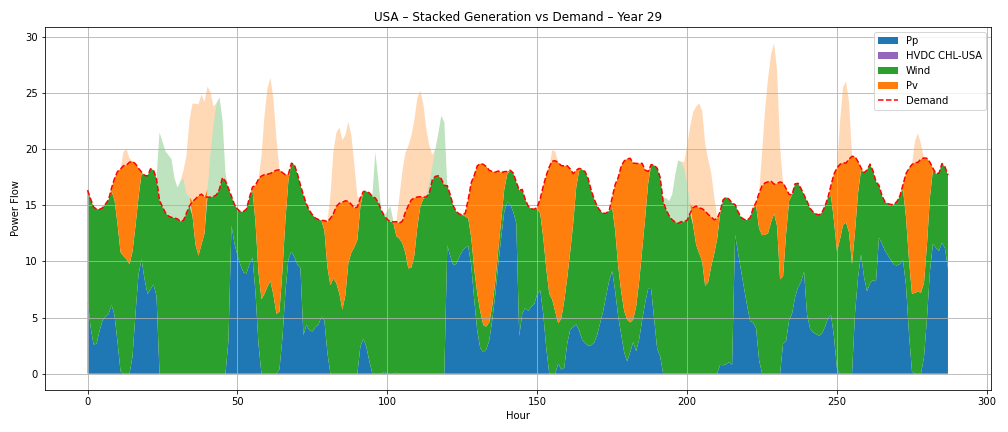 USA – Stacked Generation vs Demand – Year 29
Power Flow
30
25
20
15
10
5
0
0 50 100 150 200 250 300
Hour
Pp
HVDC CHL-USA
Wind
Pv
Demand